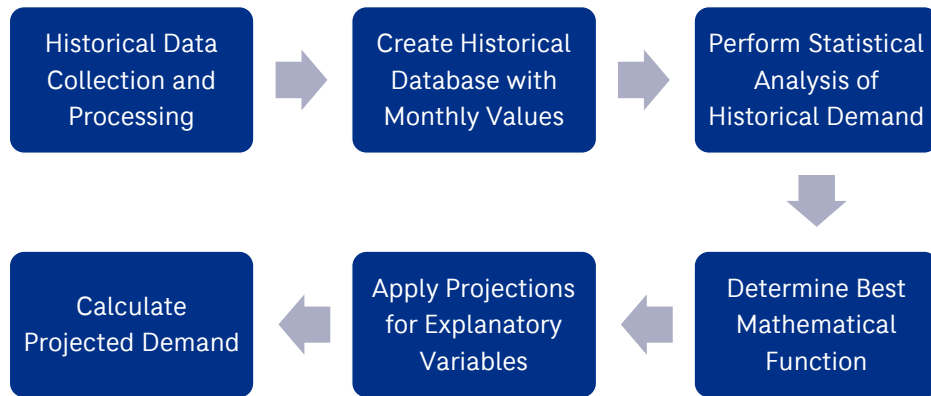 Historical Data
Collection and
Processing
Create Historical
Database with
Monthly Values
Perform Statistical
Analysis of
Historical Demand
Determine Best
Mathematical
Function
Apply Projections
for Explanatory
Variables
Calculate
Projected Demand